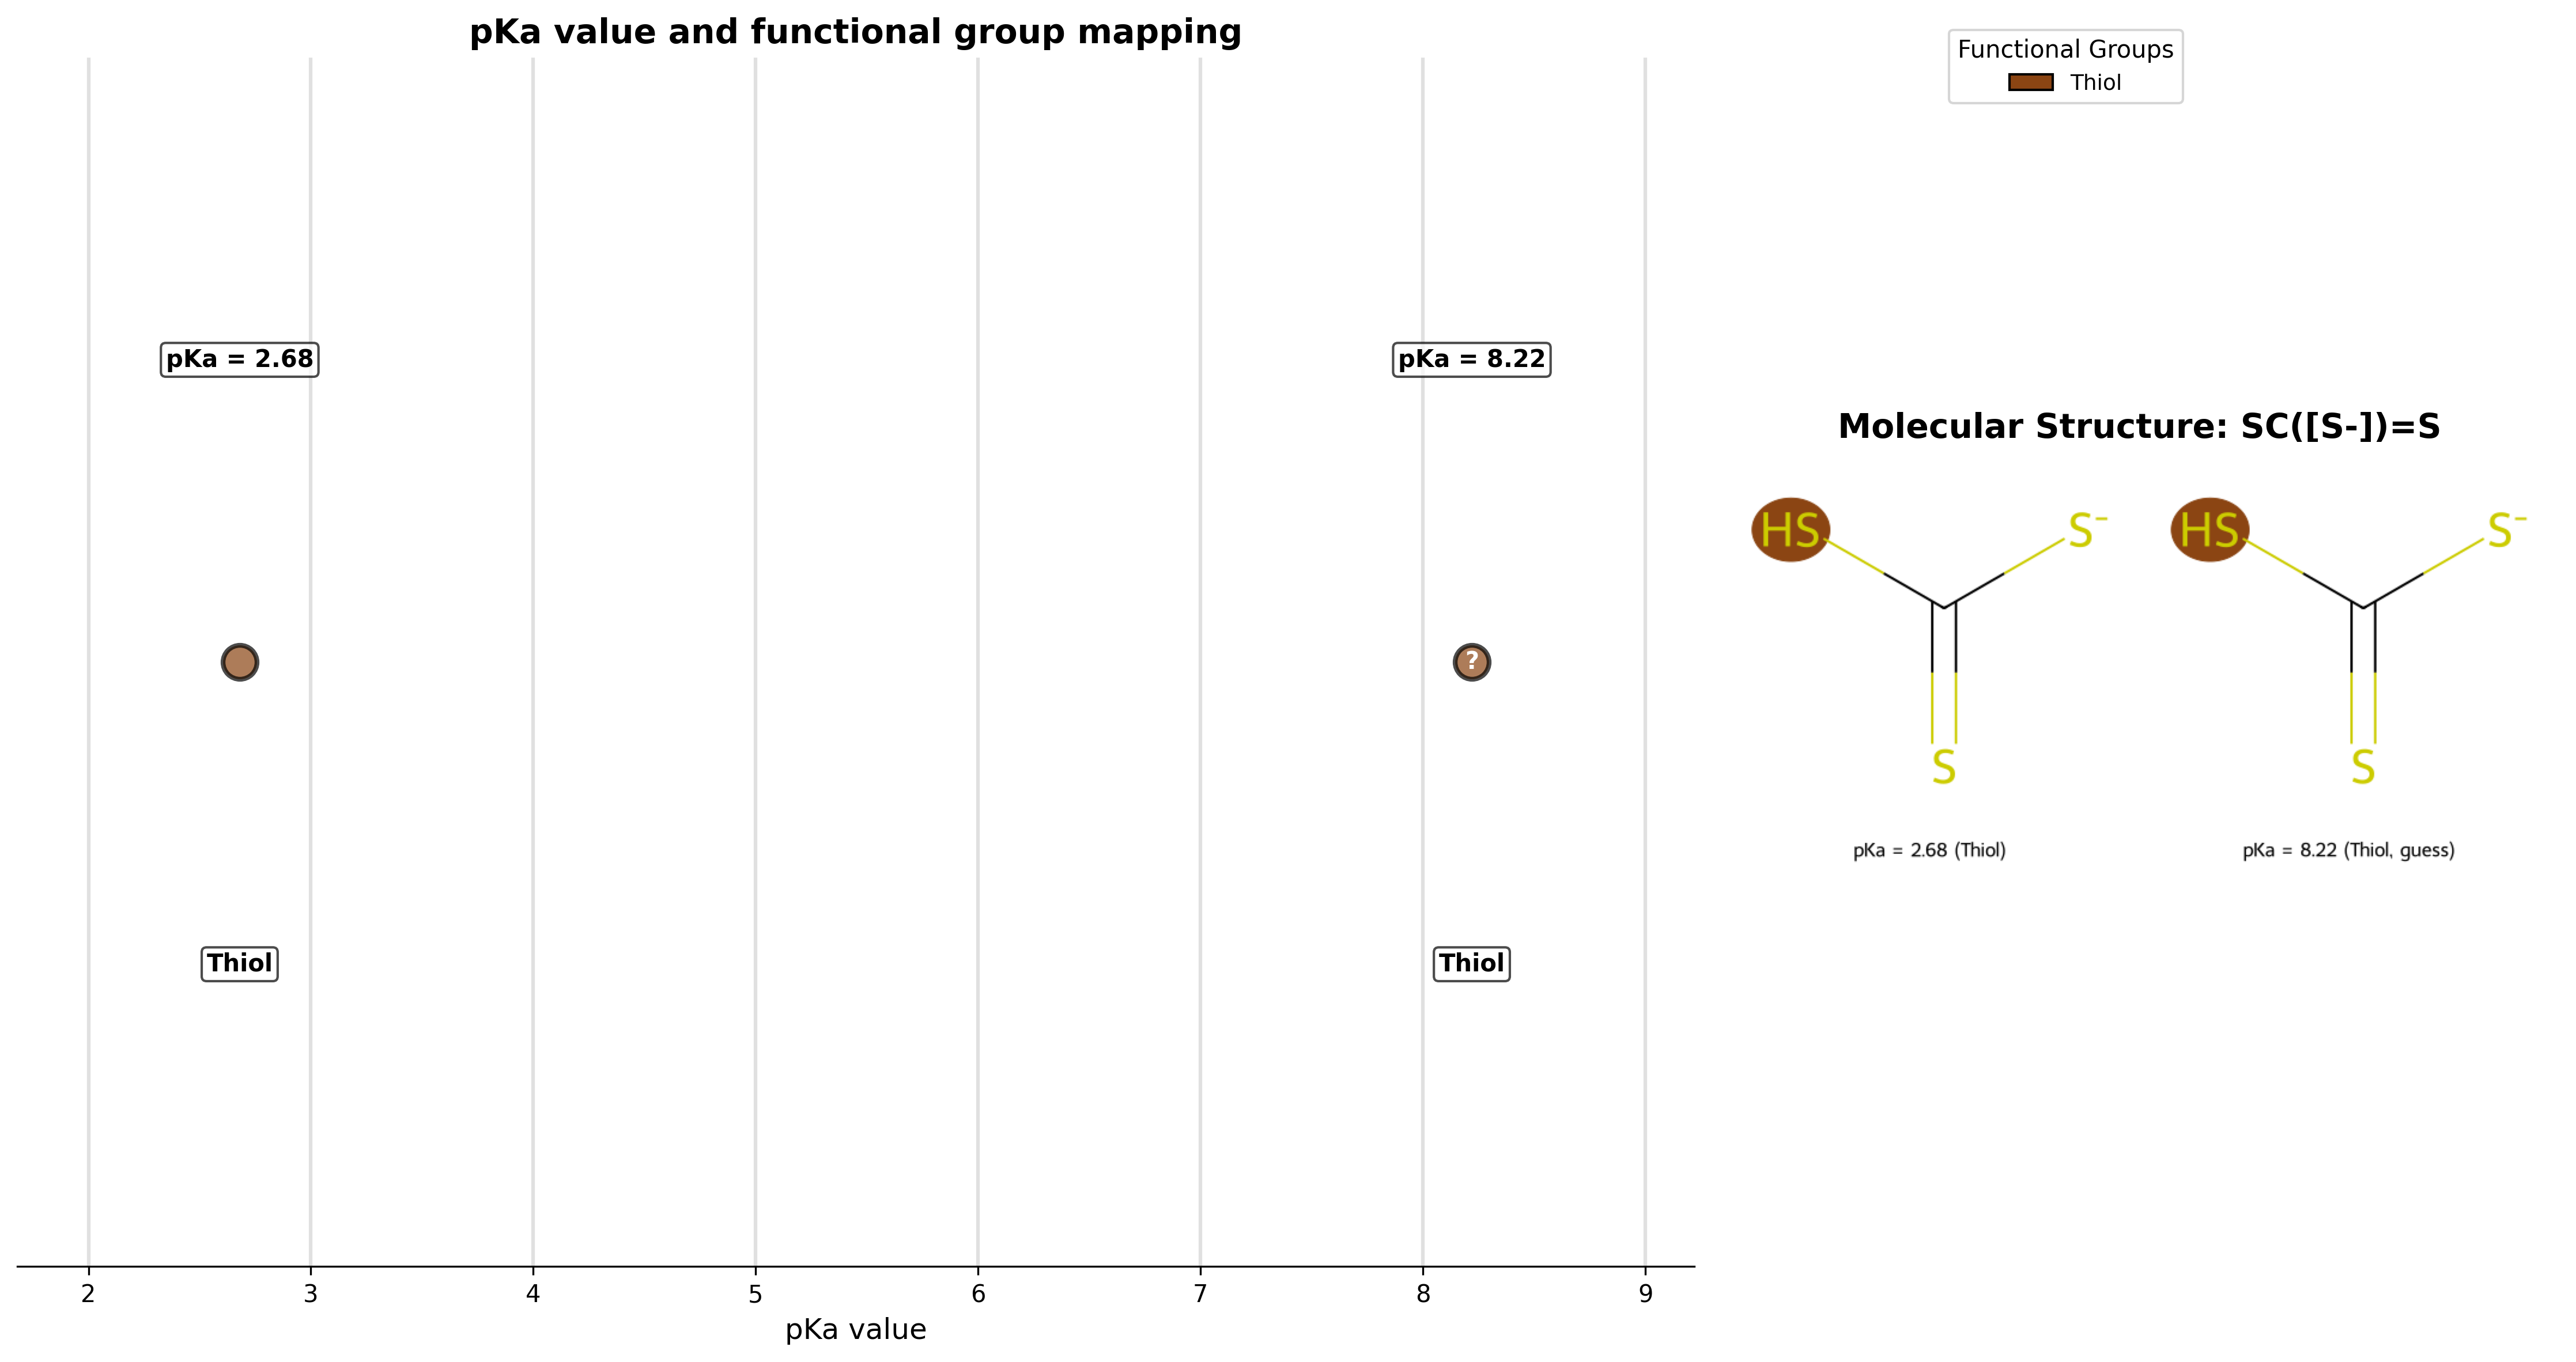 pKa value and functional group mapping
pKa = 2.68
pKa = 8.22
?
Thiol
Thiol
2 3 4 5 6 7 8 9
pKa value
Functional Groups
Thiol
Molecular Structure: SC([S-])=S
HS S⁻ HS S⁻
S S
pKa = 2.68 (Thiol) pKa = 8.22 (Thiol, guess)